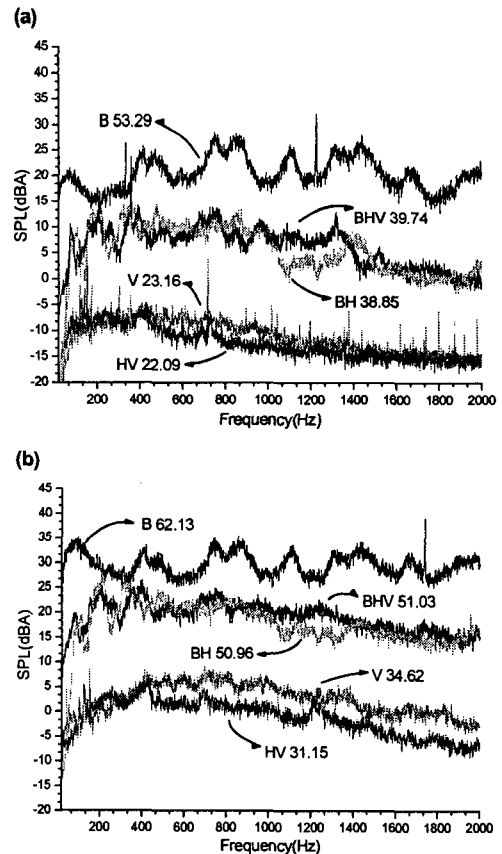 (a)
45
40
35
30
25
20
15
10
5
0
-5
-10
-15
-20
SPL(dBA)
B 53.29
BHV 39.74
V 23.16
BH 38.85
HV 22.09
200 400 600 800 1000 1200 1400 1600 1800 2000
Frequency(Hz)
(b)
45
40
35
30
25
20
15
10
5
0
-5
-10
-15
-20
SPL(dBA)
B 62.13
BHV 51.03
BH 50.96
V 34.62
HV 31.15
200 400 600 800 1000 1200 1400 1600 1800 2000
Frequency(Hz)